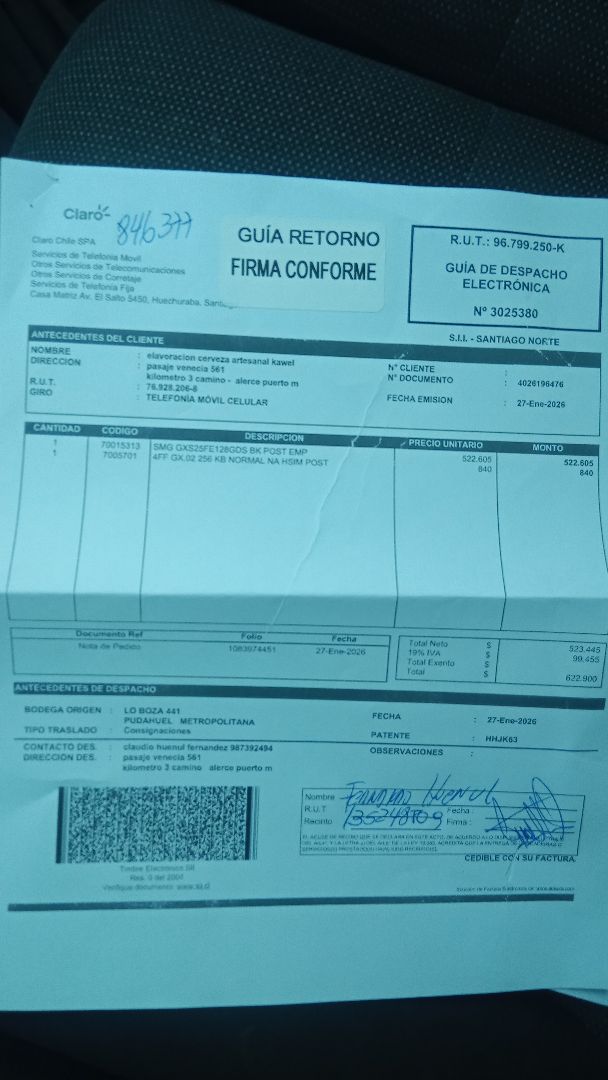 Claro
846377
Claro Chile SPA
Servicios de Telefonía Movil
Otros Servicios de Telecomunicaciones
Otros Servicios de Corretaje
Servicios de Telefonía Fija
Casa Matriz Av. El Salto 5450, Huechuraba,
GUÍA RETORNO
FIRMA CONFORME
R.U.T.: 96.799.250-K
GUÍA DE DESPACHO
ELECTRÓNICA
Nº 3025380
S.I.I. - SANTIAGO NORTE
ANTECEDENTES DEL CLIENTE
NOMBRE : elavoracion cerveza artesanal kawel
DIRECCION : pasaje venecia 561
kilometro 3 camino - alerce puerto m
R.U.T. : 76.928.206-8
GIRO : TELEFONÍA MÓVIL CELULAR
Nº CLIENTE :
Nº DOCUMENTO : 4026196476
FECHA EMISION : 27-Ene-2026
CANTIDAD CODIGO DESCRIPCION PRECIO UNITARIO MONTO
1 70015313 SMG GXS25FE128GDS BK POST EMP 522.605 522.605
1 7005701 4FF GX.02 256 KB NORMAL NA HSIM POST 840 840
Documento Ref Folio Fecha
Nota de Pedido 1083974451 27-Ene-2026
Total Neto $ 523.445
19% IVA $ 99.455
Total Exento $
Total $ 622.900
ANTECEDENTES DE DESPACHO
BODEGA ORIGEN : LO BOZA 441
PUDAHUEL METROPOLITANA
TIPO TRASLADO : Consignaciones
FECHA : 27-Ene-2026
PATENTE : HHJK63
CONTACTO DES. : claudio huenul fernandez 987392494
DIRECCION DES. : pasaje venecia 561
kilometro 3 camino alerce puerto m
OBSERVACIONES :
Nombre
R.U.T Fecha :
Recinto 135248709 Firma :
CEDIBLE CON SU FACTURA.
Timbre Electrónico SII
Verifique documento: www.sii.cl